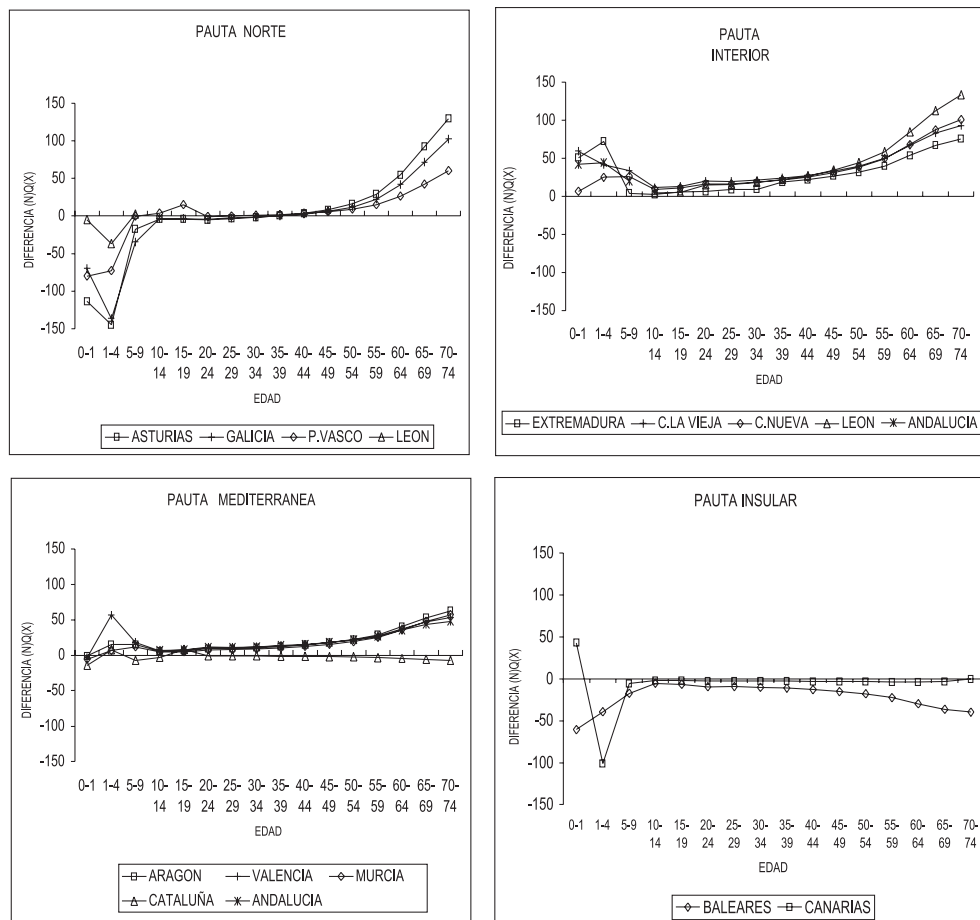 PAUTA NORTE
150
100
50
0
-50
-100
-150
DIFERENCIA (N)Q(X)
0-1 1-4 5-9 10- 15- 20- 25- 30- 35- 40- 45- 50- 55- 60- 65- 70-
14 19 24 29 34 39 44 49 54 59 64 69 74
EDAD
ASTURIAS GALICIA P.VASCO LEON
PAUTA
INTERIOR
150
100
50
0
-50
-100
-150
DIFERENCIA (N)Q(X)
0-1 1-4 5-9 10- 15- 20- 25- 30- 35- 40- 45- 50- 55- 60- 65- 70-
14 19 24 29 34 39 44 49 54 59 64 69 74
EDAD
EXTREMADURA C.LA VIEJA C.NUEVA LEON ANDALUCIA
PAUTA MEDITERRANEA
150
100
50
0
-50
-100
-150
DIFERENCIA (N)Q(X)
0-1 1-4 5-9 10- 15- 20- 25- 30- 35- 40- 45- 50- 55- 60- 65- 70-
14 19 24 29 34 39 44 49 54 59 64 69 74
EDAD
ARAGON VALENCIA MURCIA
CATALUÑA ANDALUCIA
PAUTA INSULAR
150
100
50
0
-50
-100
-150
DIFERENCIA (N)Q(X)
0-1 1-4 5-9 10- 15- 20- 25- 30- 35- 40- 45- 50- 55- 60- 65- 70-
14 19 24 29 34 39 44 49 54 59 64 69 74
EDAD
BALEARES CANARIAS